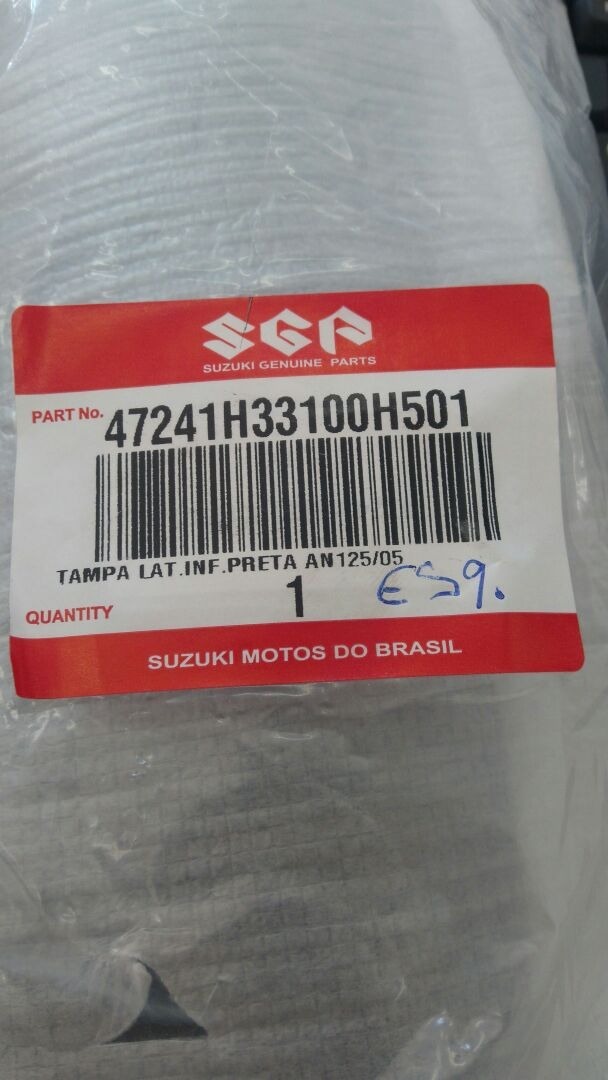 SGP
SUZUKI GENUINE PARTS
PART No. 47241H33100H501
TAMPA LAT.INF.PRETA AN125/05
QUANTITY 1 ESQ.
SUZUKI MOTOS DO BRASIL